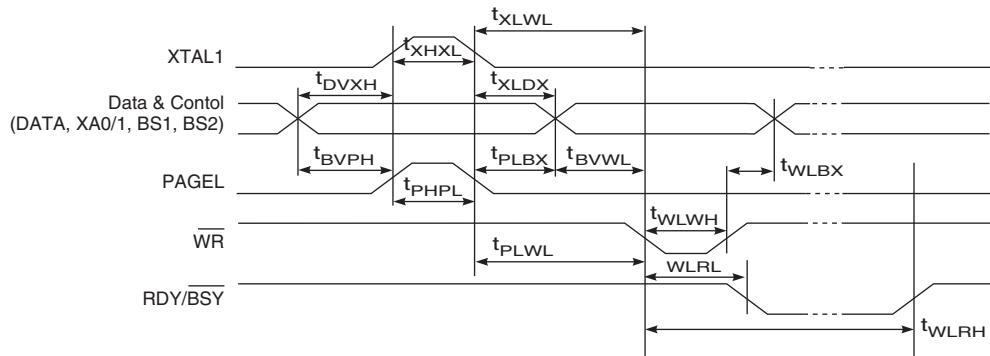 tXLWL
XTAL1
tXHXL
tDVXH
tXLDX
Data & Contol
(DATA, XA0/1, BS1, BS2)
tBVPH
tPLBX
tBVWL
tWLBX
PAGEL
tPHPL
tWLWH
WR
tPLWL
WLRL
RDY/BSY
tWLRH